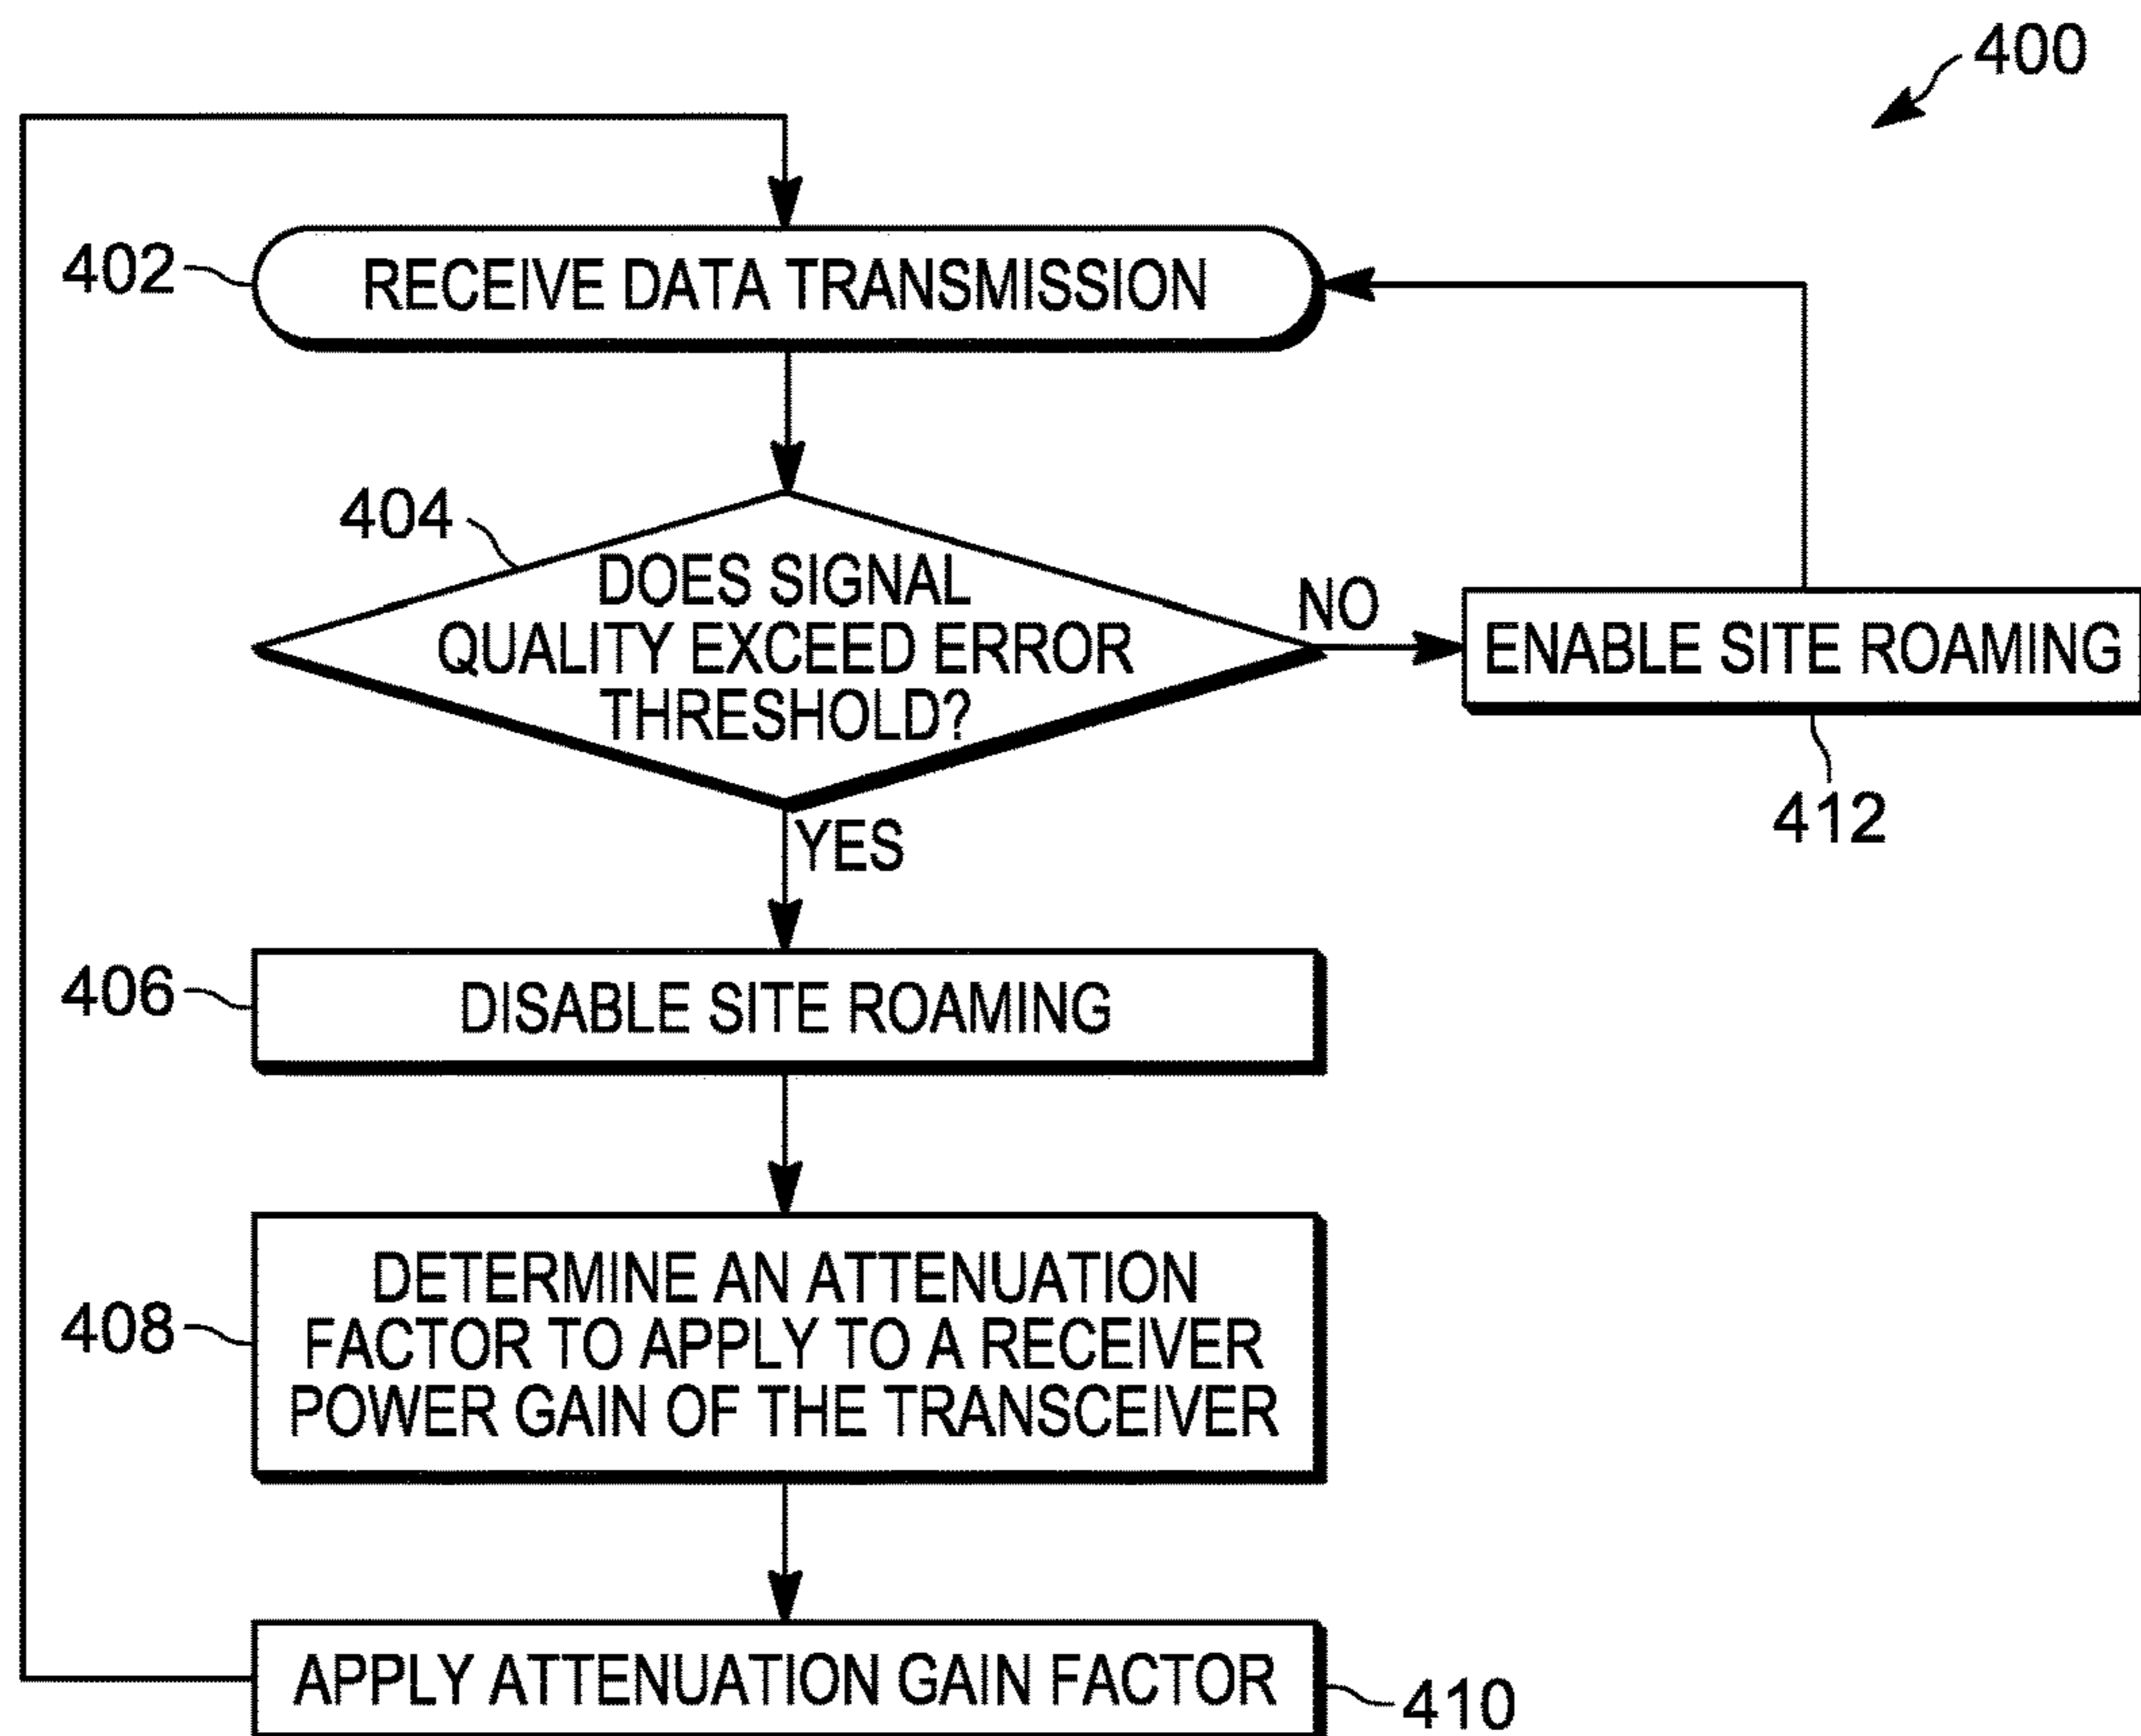 400
402
RECEIVE DATA TRANSMISSION
404
DOES SIGNAL
QUALITY EXCEED ERROR
THRESHOLD?
NO
ENABLE SITE ROAMING
412
YES
406
DISABLE SITE ROAMING
408
DETERMINE AN ATTENUATION
FACTOR TO APPLY TO A RECEIVER
POWER GAIN OF THE TRANSCEIVER
APPLY ATTENUATION GAIN FACTOR
410